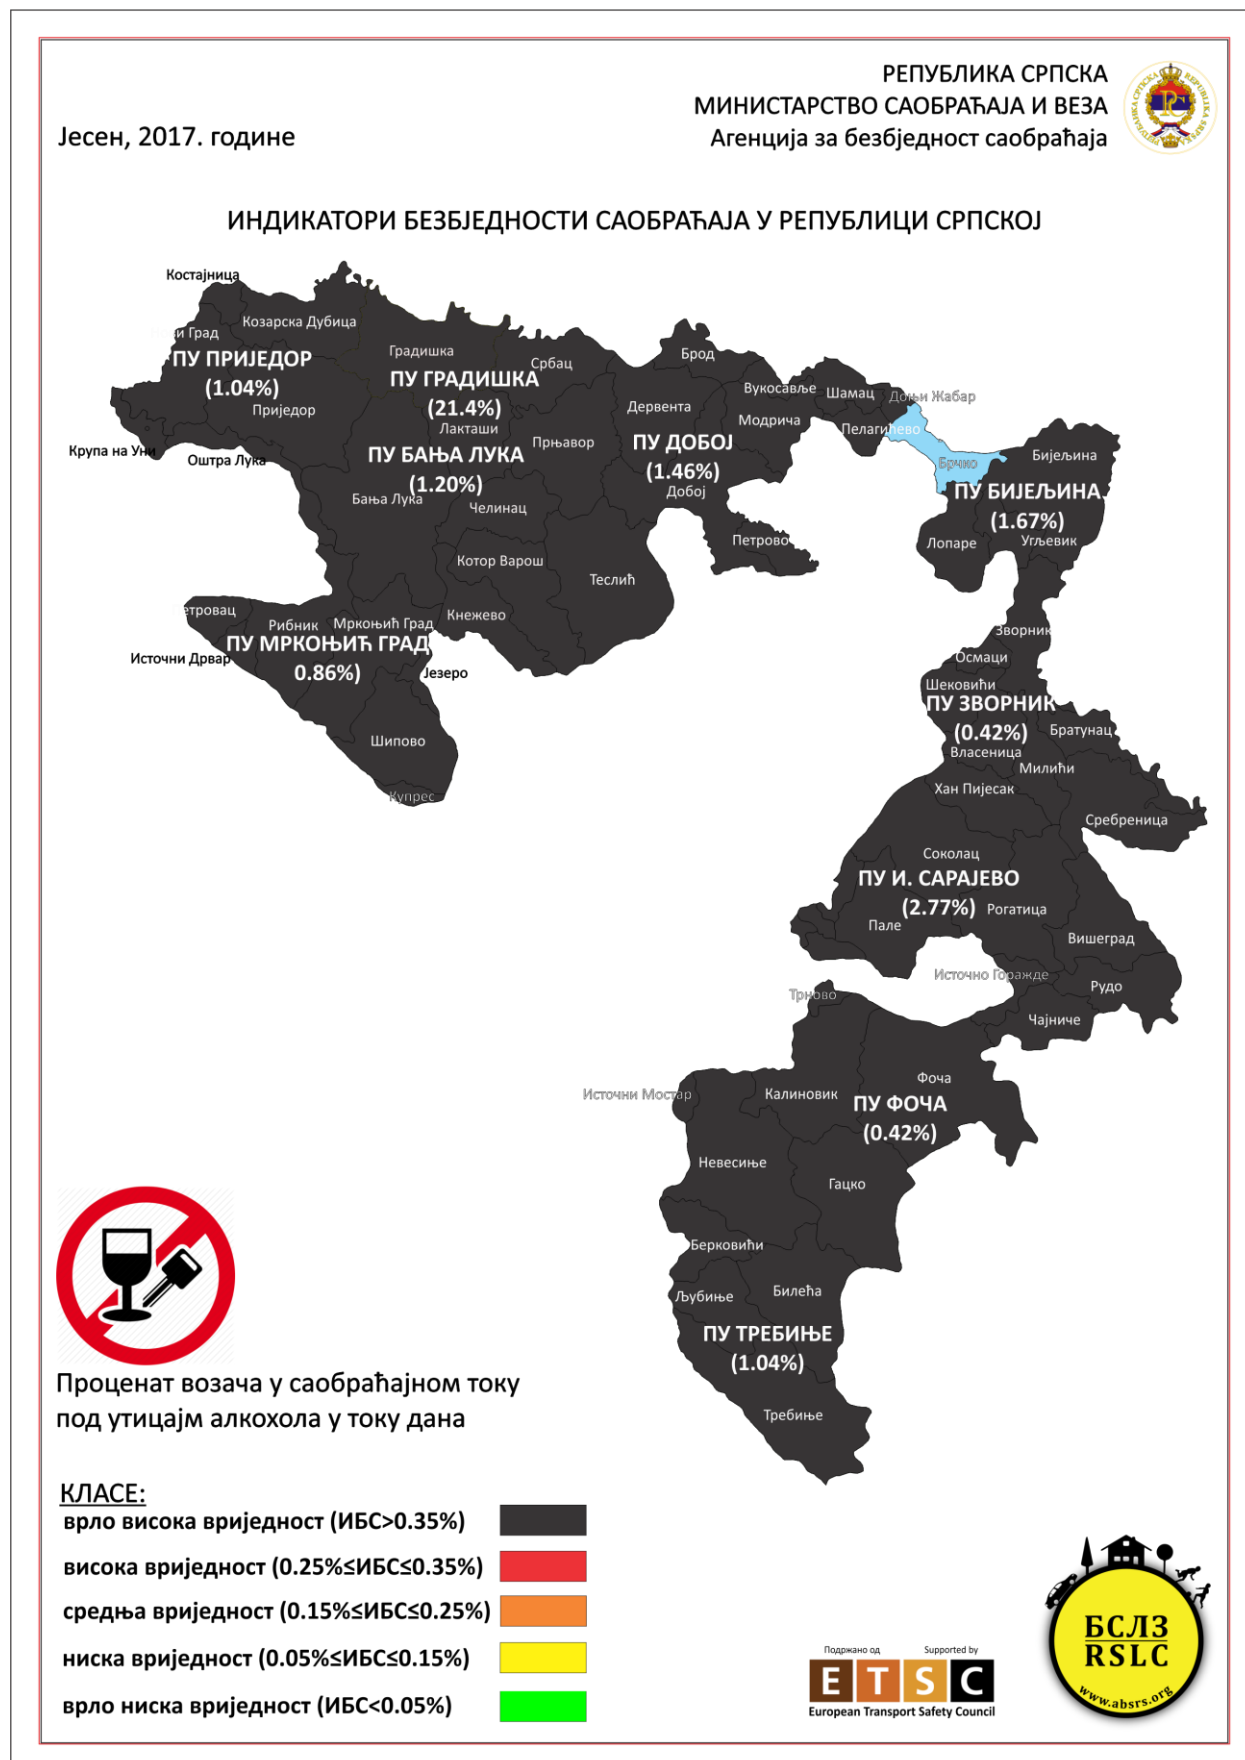 РЕПУБЛИКА СРПСКА
МИНИСТАРСТВО САОБРАЋАЈА И ВЕЗА
Агенција за безбједност саобраћаја
Јесен, 2017. године
ИНДИКАТОРИ БЕЗБЈЕДНОСТИ САОБРАЋАЈА У РЕПУБЛИЦИ СРПСКОЈ
Костајница
Козарска Дубица
Град
ПУ ПРИЈЕДОР
(1.04%)
Приједор
Крупа на Уни
Оштра Лука
Градишка
ПУ ГРАДИШКА
(21.4%)
Србац
Лакташи
Прњавор
ПУ БАЊА ЛУКА
(1.20%)
Бања Лука
Челинац
Котор Варош
Кнежево
Теслић
Брод
Вукосавље
Шамац
Доњи Жабар
Дервента
Модрича
Пелагићево
ПУ ДОБОЈ
(1.46%)
Добој
Петрово
Брчко
Бијељина
ПУ БИЈЕЉИНА
(1.67%)
Лопаре
Угљевик
Петровац
Рибник
Мркоњић Град
ПУ МРКОЊИЋ ГРАД
0.86%)
Источни Дрвар
Језеро
Шипово
Купрес
Зворник
Осмаци
Шековићи
ПУ ЗВОРНИК
(0.42%)
Братунац
Власеница
Милићи
Хан Пијесак
Сребреница
Соколац
ПУ И. САРАЈЕВО
(2.77%)
Рогатица
Пале
Вишеград
Источно Горажде
Рудо
Чајниче
Трново
Фоча
ПУ ФОЧА
(0.42%)
Источни Мостар
Калиновик
Невесиње
Гацко
Берковићи
Љубиње
Билећа
ПУ ТРЕБИЊЕ
(1.04%)
Требиње
Проценат возача у саобраћајном току
под утицајм алкохола у току дана
КЛАСЕ:
врло висока вриједност (ИБС>0.35%)
висока вриједност (0.25%≤ИБС≤0.35%)
средња вриједност (0.15%≤ИБС≤0.25%)
ниска вриједност (0.05%≤ИБС≤0.15%)
врло ниска вриједност (ИБС<0.05%)
Подржано од Supported by
ETSC
European Transport Safety Council
БСЛЗ
RSLC
www.absrs.org